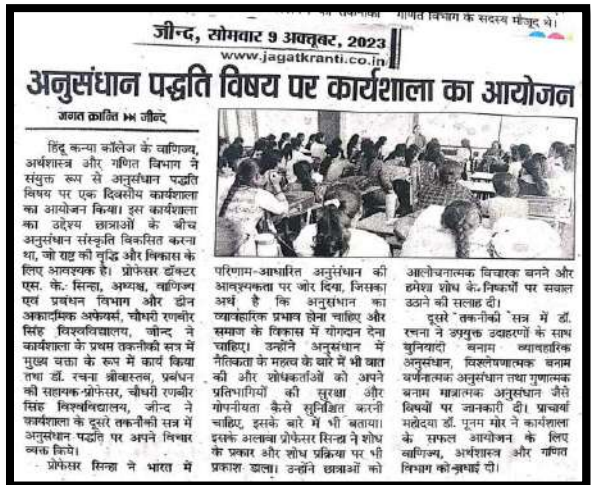 गणित विभाग के सदस्य मौजूद थे।
जीन्द, सोमवार 9 अक्तूबर, 2023
www.jagatkranti.co.in
अनुसंधान पद्धति विषय पर कार्यशाला का आयोजन
जगत क्रान्ति ▸▸ जीन्द
हिंदू कन्या कॉलेज के वाणिज्य,
अर्थशास्त्र और गणित विभाग ने
संयुक्त रूप से अनुसंधान पद्धति
विषय पर एक दिवसीय कार्यशाला
का आयोजन किया। इस कार्यशाला
का उद्देश्य छात्राओं के बीच
अनुसंधान संस्कृति विकसित करना
था, जो राष्ट्र की वृद्धि और विकास के
लिए आवश्यक है। प्रोफेसर डॉक्टर
एस. के. सिन्हा, अध्यक्ष, वाणिज्य
एवं प्रबंधन विभाग और डीन
अकादमिक अफेयर्स, चौधरी रणबीर
सिंह विश्वविद्यालय, जीन्द ने
कार्यशाला के प्रथम तकनीकी सत्र में
मुख्य वक्ता के रूप में कार्य किया
तथा डॉ. रचना श्रीवास्तव, प्रबंधन
की सहायक-प्रोफेसर, चौधरी रणबीर
सिंह विश्वविद्यालय, जीन्द ने
कार्यशाला के दूसरे तकनीकी सत्र में
अनुसंधान पद्धति पर अपने विचार
व्यक्त किये।
प्रोफेसर सिन्हा ने भारत में
परिणाम-आधारित अनुसंधान की
आवश्यकता पर जोर दिया, जिसका
अर्थ है कि अनुसंधान का
व्यावहारिक प्रभाव होना चाहिए और
समाज के विकास में योगदान देना
चाहिए। उन्होंने अनुसंधान में
नैतिकता के महत्व के बारे में भी बात
की और शोधकर्ताओं को अपने
प्रतिभागियों की सुरक्षा और
गोपनीयता कैसे सुनिश्चित करनी
चाहिए, इसके बारे में भी बताया।
इसके अलावा प्रोफेसर सिन्हा ने शोध
के प्रकार और शोध प्रक्रिया पर भी
प्रकाश डाला। उन्होंने छात्राओं को
आलोचनात्मक विचारक बनने और
हमेशा शोध के निष्कर्षों पर सवाल
उठाने की सलाह दी।
दूसरे तकनीकी सत्र में डॉ.
रचना ने उपयुक्त उदाहरणों के साथ
बुनियादी बनाम व्यावहारिक
अनुसंधान, विश्लेषणात्मक बनाम
वर्णनात्मक अनुसंधान तथा गुणात्मक
बनाम मात्रात्मक अनुसंधान जैसे
विषयों पर जानकारी दी। प्राचार्या
महोदया डॉ. पूनम मोर ने कार्यशाला
के सफल आयोजन के लिए
वाणिज्य, अर्थशास्त्र और गणित
विभाग को बधाई दी।